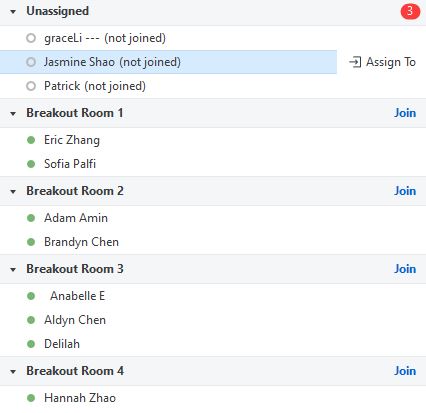 Unassigned 3
graceLi --- (not joined)
Jasmine Shao (not joined) Assign To
Patrick (not joined)
Breakout Room 1 Join
Eric Zhang
Sofia Palfi
Breakout Room 2 Join
Adam Amin
Brandyn Chen
Breakout Room 3 Join
Anabelle E
Aldyn Chen
Delilah
Breakout Room 4 Join
Hannah Zhao